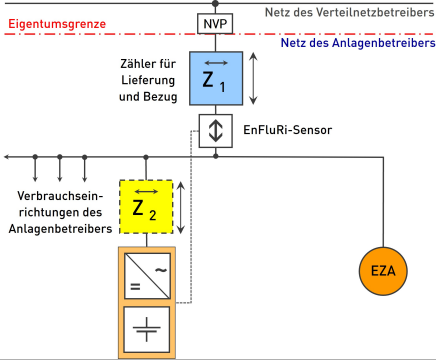 Netz des Verteilnetzbetreibers
Eigentumsgrenze
NVP
Netz des Anlagenbetreibers
Zähler für
Lieferung
und Bezug
Z 1
EnFluRi-Sensor
Verbrauchsein-
richtungen des
Anlagenbetreibers
Z 2
EZA